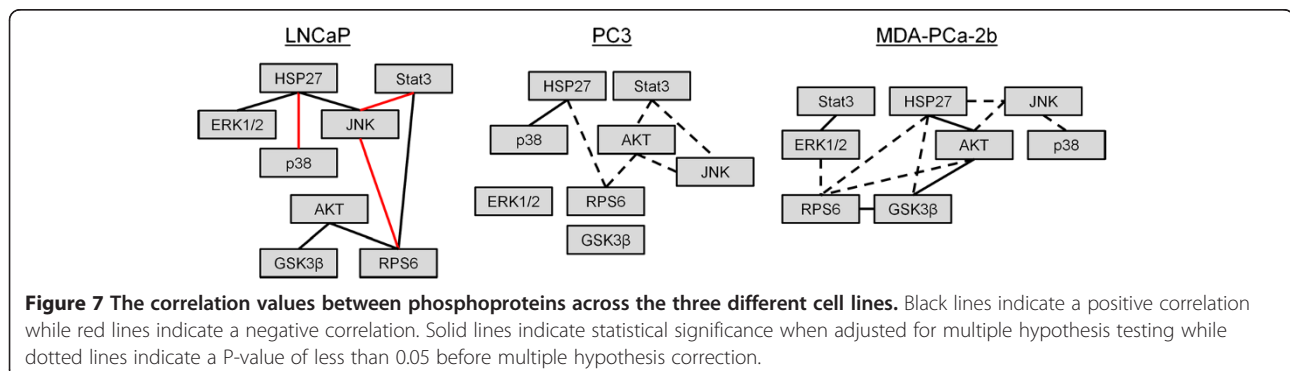 LNCaP
PC3
MDA-PCa-2b
HSP27
Stat3
ERK1/2
JNK
p38
AKT
GSK3β
RPS6
HSP27
Stat3
p38
AKT
JNK
ERK1/2
RPS6
GSK3β
Stat3
HSP27
JNK
ERK1/2
AKT
p38
RPS6
GSK3β
Figure 7 The correlation values between phosphoproteins across the three different cell lines. Black lines indicate a positive correlation
while red lines indicate a negative correlation. Solid lines indicate statistical significance when adjusted for multiple hypothesis testing while
dotted lines indicate a P-value of less than 0.05 before multiple hypothesis correction.